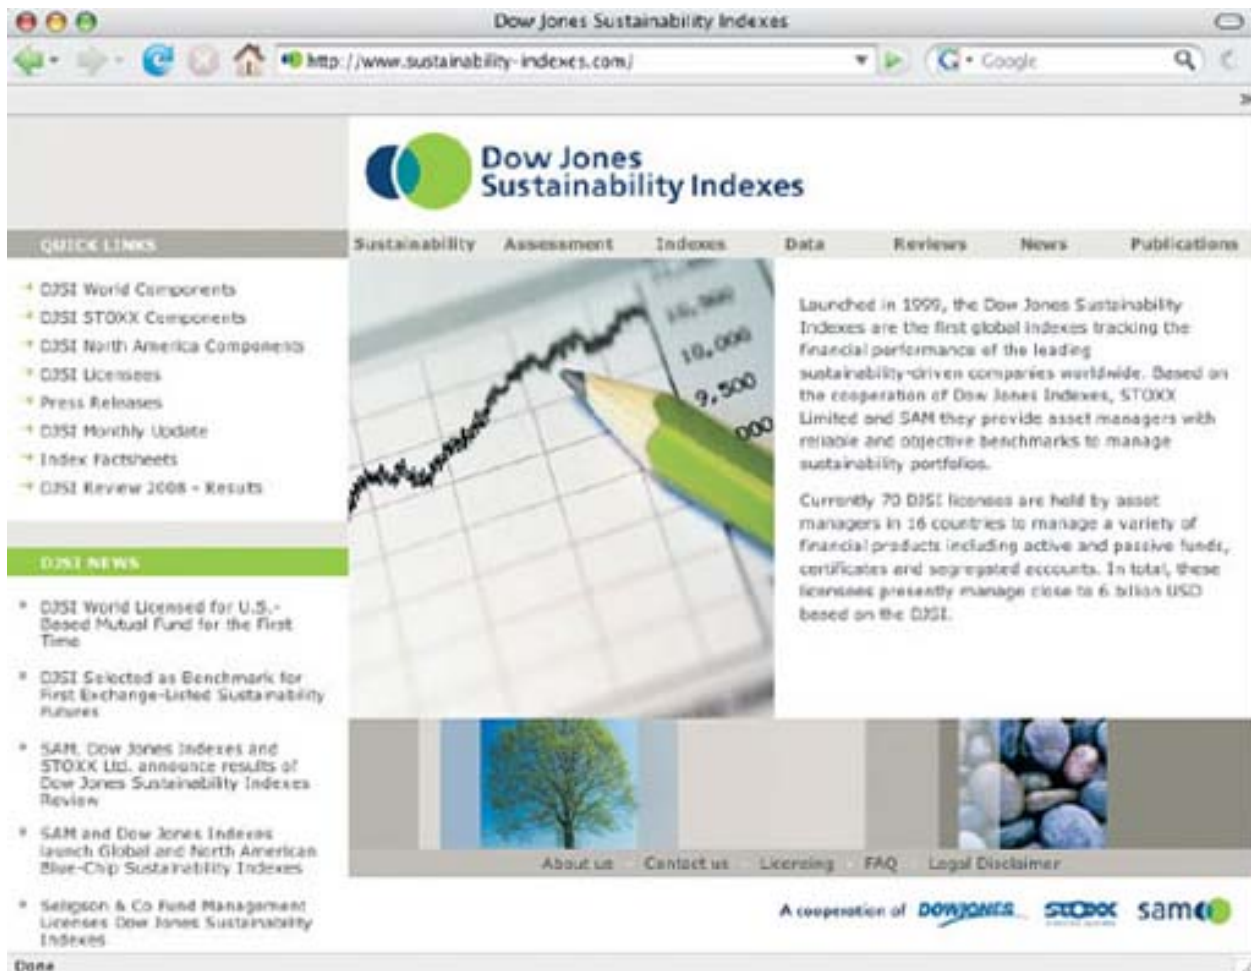 Dow Jones Sustainability Indexes
http://www.sustainability-indexes.com/
Google
Dow Jones
Sustainability Indexes
QUICK LINKS
Sustainability Assessment Indexes Data Reviews News Publications
DJSI World Components
DJSI STOXX Components
DJSI North America Components
DJSI Licensees
Press Releases
DJSI Monthly Update
Index Factsheets
DJSI Review 2008 - Results
DJSI NEWS
DJSI World Licensed for U.S.-
Based Mutual Fund for the First
Time
DJSI Selected as Benchmark for
First Exchange-Listed Sustainability
Futures
SAM, Dow Jones Indexes and
STOXX Ltd. announce results of
Dow Jones Sustainability Indexes
Review
SAM and Dow Jones Indexes
launch Global and North American
Blue-Chip Sustainability Indexes
Seligson & Co Fund Management
Licenses Dow Jones Sustainability
Indexes
10,000
9,500
000
Launched in 1999, the Dow Jones Sustainability
Indexes are the first global indexes tracking the
financial performance of the leading
sustainability-driven companies worldwide. Based on
the cooperation of Dow Jones Indexes, STOXX
Limited and SAM they provide asset managers with
reliable and objective benchmarks to manage
sustainability portfolios.
Currently 70 DJSI licenses are held by asset
managers in 16 countries to manage a variety of
financial products including active and passive funds,
certificates and segregated accounts. In total, these
licensees presently manage close to 6 billion USD
based on the DJSI.
About us Contact us Licensing FAQ Legal Disclaimer
A cooperation of DOWJONES STOXX sam
Done